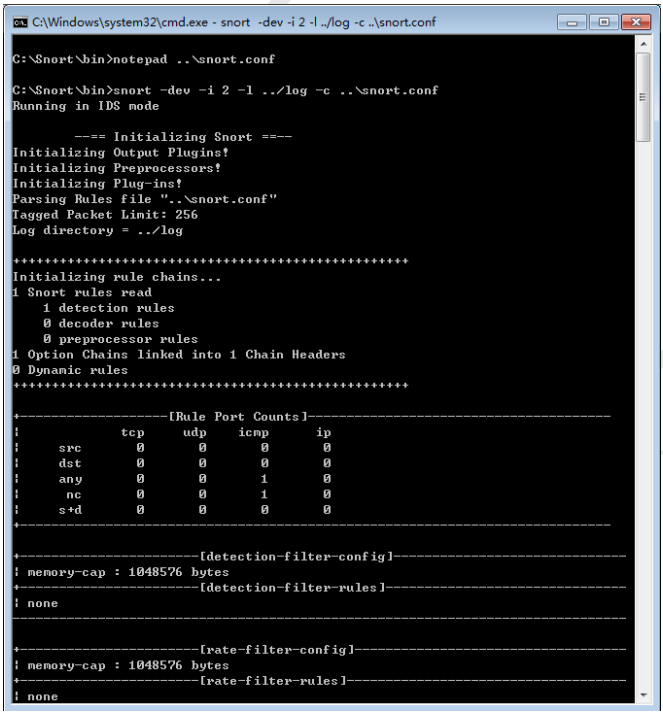 C:\Windows\system32\cmd.exe - snort  -dev -i 2 -l ../log -c ..\snort.conf
C:\Snort\bin>notepad ..\snort.conf
C:\Snort\bin>snort -dev -i 2 -l ../log -c ..\snort.conf
Running in IDS mode
--== Initializing Snort ==--
Initializing Output Plugins!
Initializing Preprocessors!
Initializing Plug-ins!
Parsing Rules file "..\snort.conf"
Tagged Packet Limit: 256
Log directory = ../log
+++++++++++++++++++++++++++++++++++++++++++++++++++
Initializing rule chains...
1 Snort rules read
    1 detection rules
    0 decoder rules
    0 preprocessor rules
1 Option Chains linked into 1 Chain Headers
0 Dynamic rules
+++++++++++++++++++++++++++++++++++++++++++++++++++
+-------------------[Rule Port Counts]---------------------------------------
|             tcp     udp    icmp      ip
|     src       0       0       0       0
|     dst       0       0       0       0
|     any       0       0       1       0
|      nc       0       0       1       0
|     s+d       0       0       0       0
+----------------------------------------------------------------------------
+-----------------------[detection-filter-config]------------------------------
| memory-cap : 1048576 bytes
+-----------------------[detection-filter-rules]-------------------------------
| none
-------------------------------------------------------------------------------
+-----------------------[rate-filter-config]-----------------------------------
| memory-cap : 1048576 bytes
+-----------------------[rate-filter-rules]------------------------------------
| none